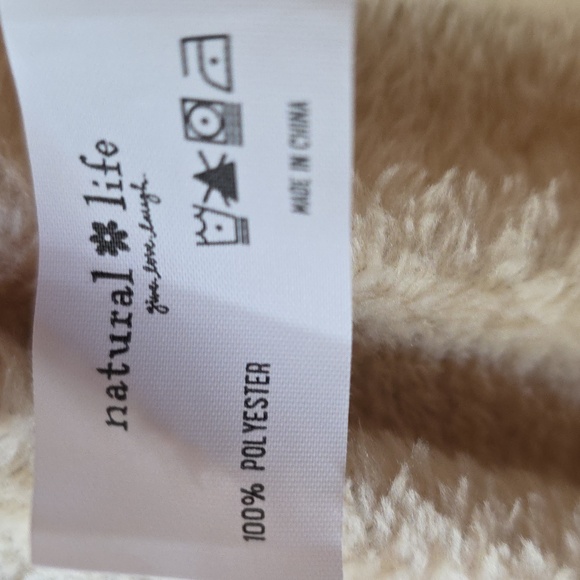 natural life
give. love. laugh.
100% POLYESTER
MADE IN CHINA